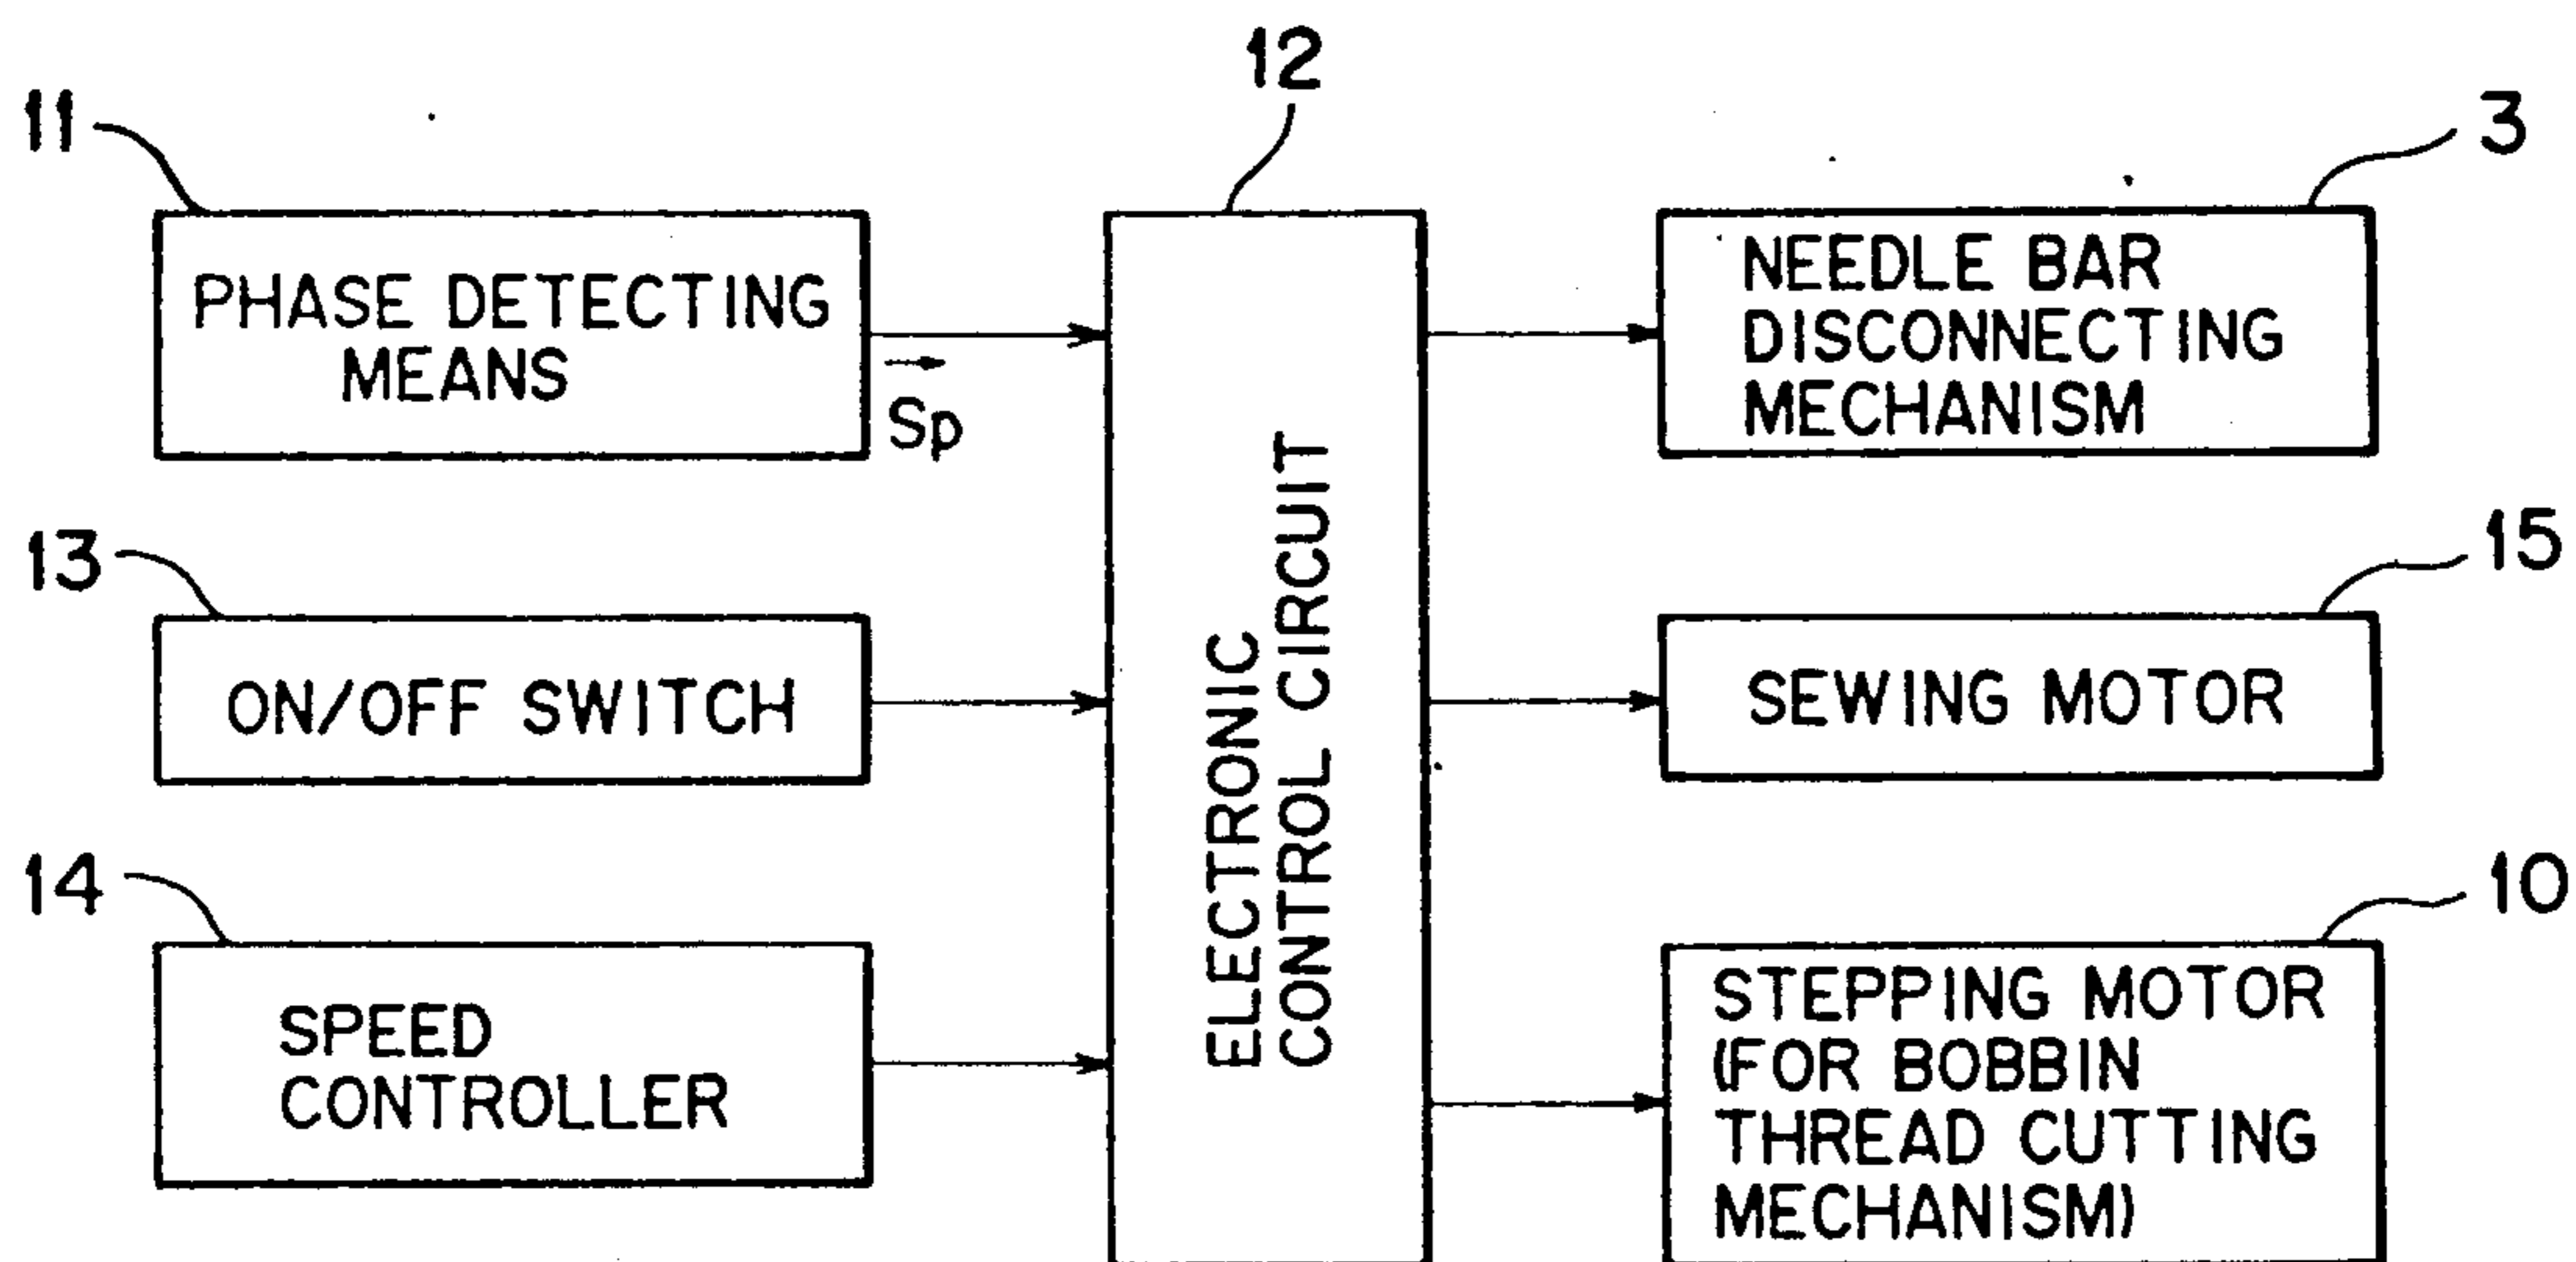 11
PHASE DETECTING
MEANS
Sp
13
ON/OFF SWITCH
14
SPEED
CONTROLLER
12
ELECTRONIC
CONTROL CIRCUIT
3
NEEDLE BAR
DISCONNECTING
MECHANISM
15
SEWING MOTOR
10
STEPPING MOTOR
(FOR BOBBIN
THREAD CUTTING
MECHANISM)